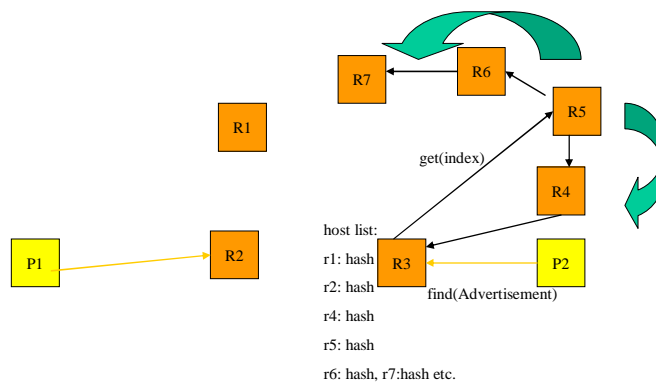 R7
R6
R5
R1
get(index)
R4
host list:
P1
R2
R3
P2
r1: hash
r2: hash
find(Advertisement)
r4: hash
r5: hash
r6: hash, r7:hash etc.